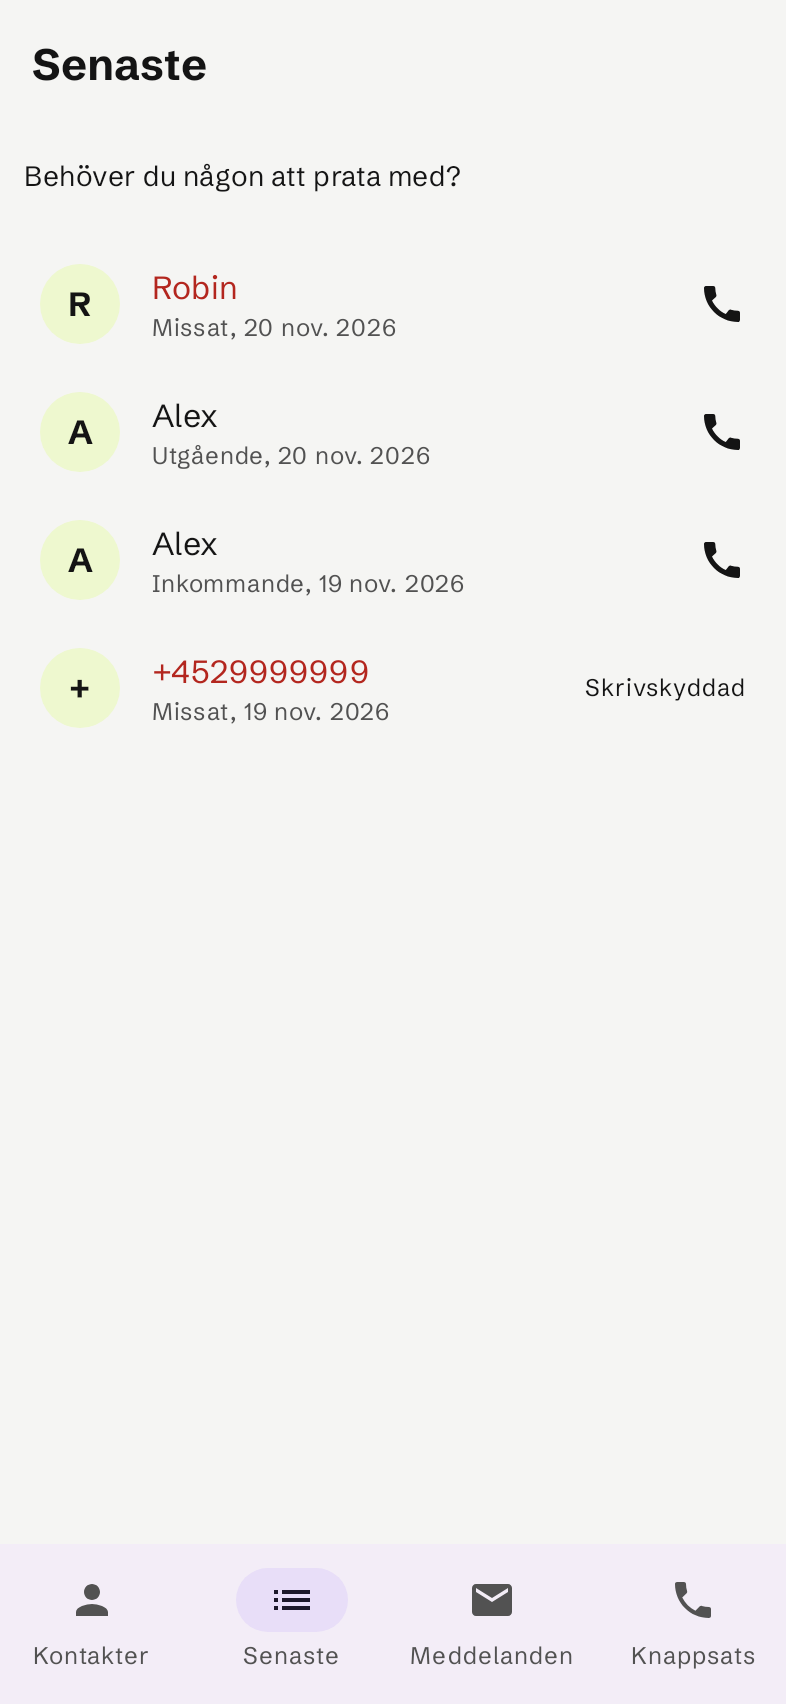 Senaste
Behöver du någon att prata med?
R
Robin
Missat, 20 nov. 2026
A
Alex
Utgående, 20 nov. 2026
A
Alex
Inkommande, 19 nov. 2026
+
+4529999999
Missat, 19 nov. 2026
Skrivskyddad
Kontakter
Senaste
Meddelanden
Knappsats